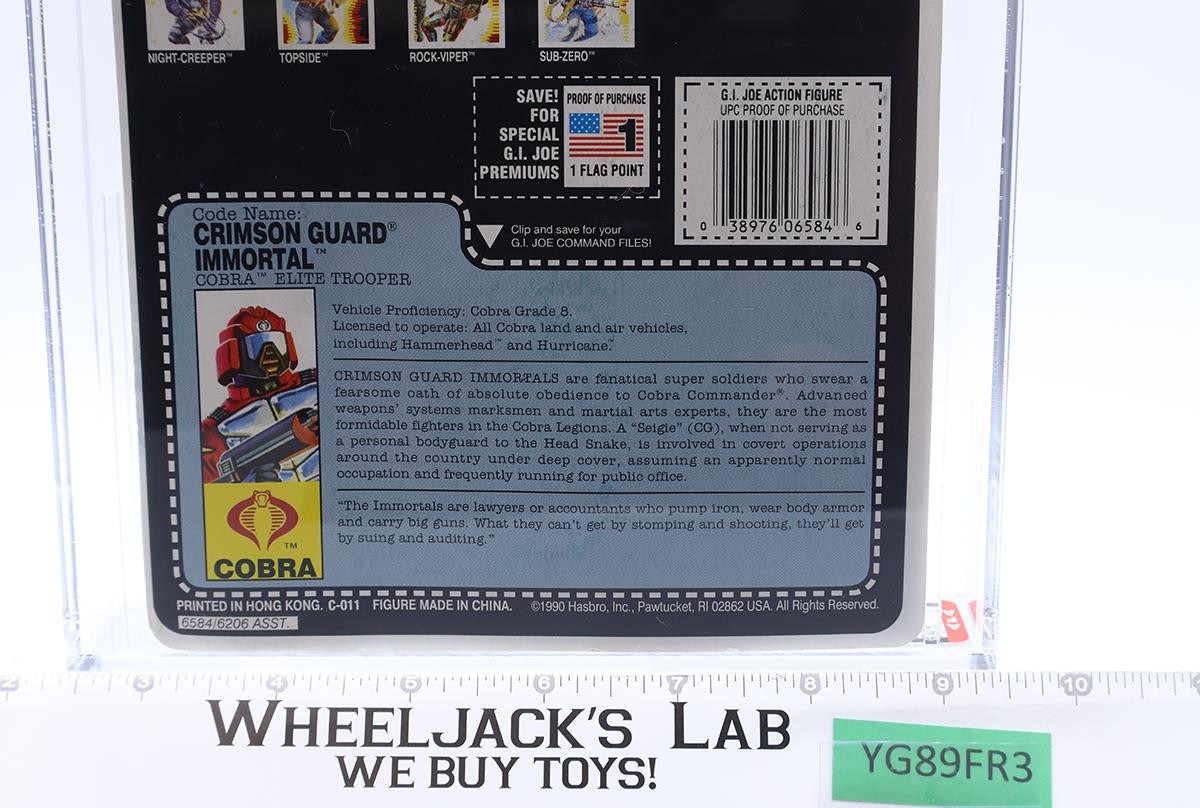 NIGHT-CREEPER™ TOPSIDE™ ROCK-VIPER™ SUB-ZERO™
SAVE!
FOR
SPECIAL
G.I. JOE
PREMIUMS
PROOF OF PURCHASE
1
1 FLAG POINT
G.I. JOE ACTION FIGURE
UPC PROOF OF PURCHASE
0 38976 06584 6
Clip and save for your
G.I. JOE COMMAND FILES!
Code Name:
CRIMSON GUARD®
IMMORTAL™
COBRA™ ELITE TROOPER
Vehicle Proficiency: Cobra Grade 8.
Licensed to operate: All Cobra land and air vehicles,
including Hammerhead™ and Hurricane.™
CRIMSON GUARD IMMORTALS are fanatical super soldiers who swear a
fearsome oath of absolute obedience to Cobra Commander®. Advanced
weapons' systems marksmen and martial arts experts, they are the most
formidable fighters in the Cobra Legions. A "Seigie" (CG), when not serving as
a personal bodyguard to the Head Snake, is involved in covert operations
around the country under deep cover, assuming an apparently normal
occupation and frequently running for public office.
"The Immortals are lawyers or accountants who pump iron, wear body armor
and carry big guns. What they can't get by stomping and shooting, they'll get
by suing and auditing."
TM
COBRA
PRINTED IN HONG KONG. C-011 FIGURE MADE IN CHINA. ©1990 Hasbro, Inc., Pawtucket, RI 02862 USA. All Rights Reserved.
6584/6206 ASST.
2 3 4 5 6 7 8 9 10
WHEELJACK'S LAB
WE BUY TOYS!
YG89FR3